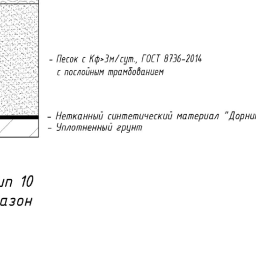 - Песок с Кф>3м/сут., ГОСТ 8736-2014
с послойным трамбованием
- Нетканный синтетический материал "Дорни
- Уплотненный грунт
ип 10
азон